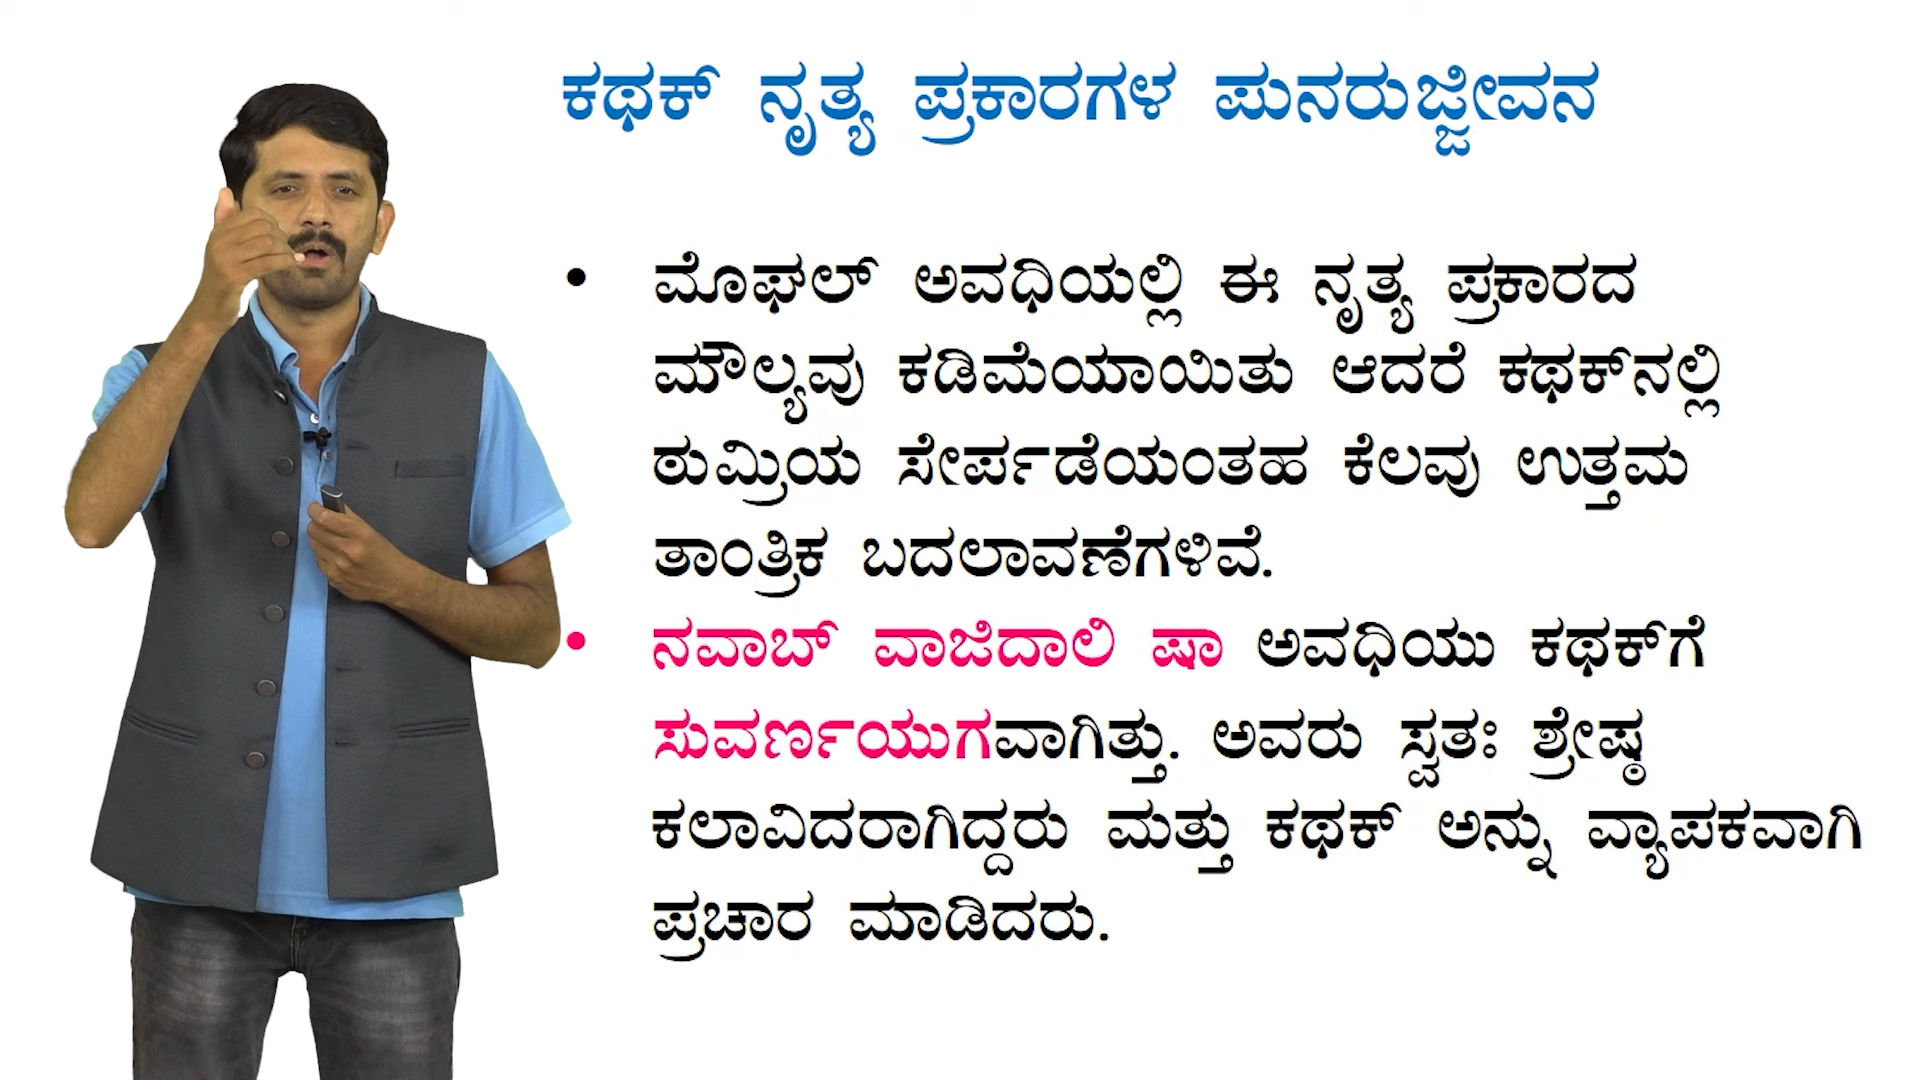 ಕಥಕ್ ನೃತ್ಯ ಪ್ರಕಾರಗಳ ಪುನರುಜ್ಜೀವನ
• ಮೊಘಲ್ ಅವಧಿಯಲ್ಲಿ ಈ ನೃತ್ಯ ಪ್ರಕಾರದ
ಮೌಲ್ಯವು ಕಡಿಮೆಯಾಯಿತು ಆದರೆ ಕಥಕ್‌ನಲ್ಲಿ
ಠುಮ್ರಿಯ ಸೇರ್ಪಡೆಯಂತಹ ಕೆಲವು ಉತ್ತಮ
ತಾಂತ್ರಿಕ ಬದಲಾವಣೆಗಳಿವೆ.
• ನವಾಬ್ ವಾಜಿದಾಲಿ ಷಾ ಅವಧಿಯು ಕಥಕ್‌ಗೆ
ಸುವರ್ಣಯುಗವಾಗಿತ್ತು. ಅವರು ಸ್ವತಃ ಶ್ರೇಷ್ಠ
ಕಲಾವಿದರಾಗಿದ್ದರು ಮತ್ತು ಕಥಕ್ ಅನ್ನು ವ್ಯಾಪಕವಾಗಿ
ಪ್ರಚಾರ ಮಾಡಿದರು.